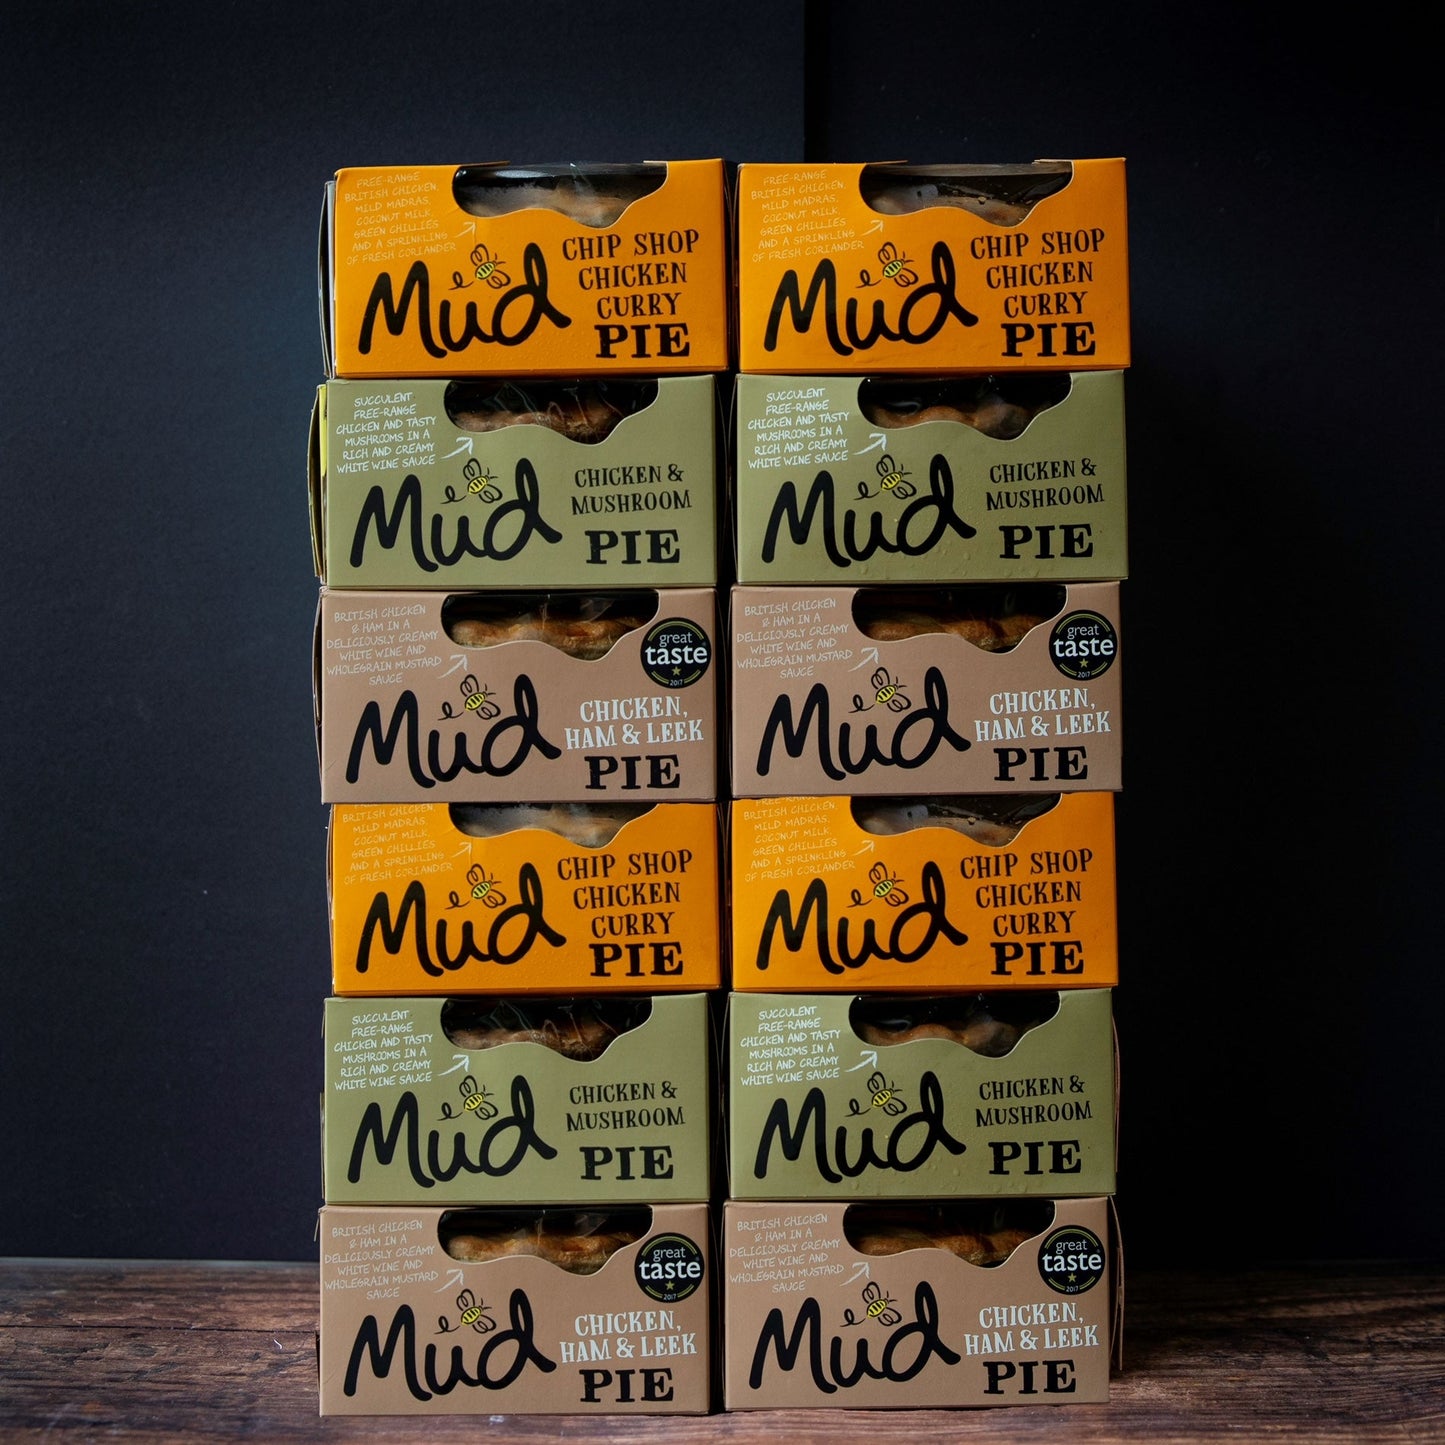 FREE-RANGE
BRITISH CHICKEN,
MILD MADRAS,
COCONUT MILK,
GREEN CHILLIES
AND A SPRINKLING
OF FRESH CORIANDER
Mud
CHIP SHOP
CHICKEN
CURRY
PIE
FREE-RANGE
BRITISH CHICKEN,
MILD MADRAS,
COCONUT MILK,
GREEN CHILLIES
AND A SPRINKLING
OF FRESH CORIANDER
Mud
CHIP SHOP
CHICKEN
CURRY
PIE
SUCCULENT
FREE-RANGE
CHICKEN AND TASTY
MUSHROOMS IN A
RICH AND CREAMY
WHITE WINE SAUCE
Mud
CHICKEN &
MUSHROOM
PIE
SUCCULENT
FREE-RANGE
CHICKEN AND TASTY
MUSHROOMS IN A
RICH AND CREAMY
WHITE WINE SAUCE
Mud
CHICKEN &
MUSHROOM
PIE
BRITISH CHICKEN
& HAM IN A
DELICIOUSLY CREAMY
WHITE WINE AND
WHOLEGRAIN MUSTARD
SAUCE
great
taste
2017
Mud
CHICKEN,
HAM & LEEK
PIE
BRITISH CHICKEN
& HAM IN A
DELICIOUSLY CREAMY
WHITE WINE AND
WHOLEGRAIN MUSTARD
SAUCE
great
taste
2017
Mud
CHICKEN,
HAM & LEEK
PIE
FREE-RANGE
BRITISH CHICKEN,
MILD MADRAS,
COCONUT MILK,
GREEN CHILLIES
AND A SPRINKLING
OF FRESH CORIANDER
Mud
CHIP SHOP
CHICKEN
CURRY
PIE
FREE-RANGE
BRITISH CHICKEN,
MILD MADRAS,
COCONUT MILK,
GREEN CHILLIES
AND A SPRINKLING
OF FRESH CORIANDER
Mud
CHIP SHOP
CHICKEN
CURRY
PIE
SUCCULENT
FREE-RANGE
CHICKEN AND TASTY
MUSHROOMS IN A
RICH AND CREAMY
WHITE WINE SAUCE
Mud
CHICKEN &
MUSHROOM
PIE
SUCCULENT
FREE-RANGE
CHICKEN AND TASTY
MUSHROOMS IN A
RICH AND CREAMY
WHITE WINE SAUCE
Mud
CHICKEN &
MUSHROOM
PIE
BRITISH CHICKEN
& HAM IN A
DELICIOUSLY CREAMY
WHITE WINE AND
WHOLEGRAIN MUSTARD
SAUCE
great
taste
2017
Mud
CHICKEN,
HAM & LEEK
PIE
BRITISH CHICKEN
& HAM IN A
DELICIOUSLY CREAMY
WHITE WINE AND
WHOLEGRAIN MUSTARD
SAUCE
great
taste
2017
Mud
CHICKEN,
HAM & LEEK
PIE